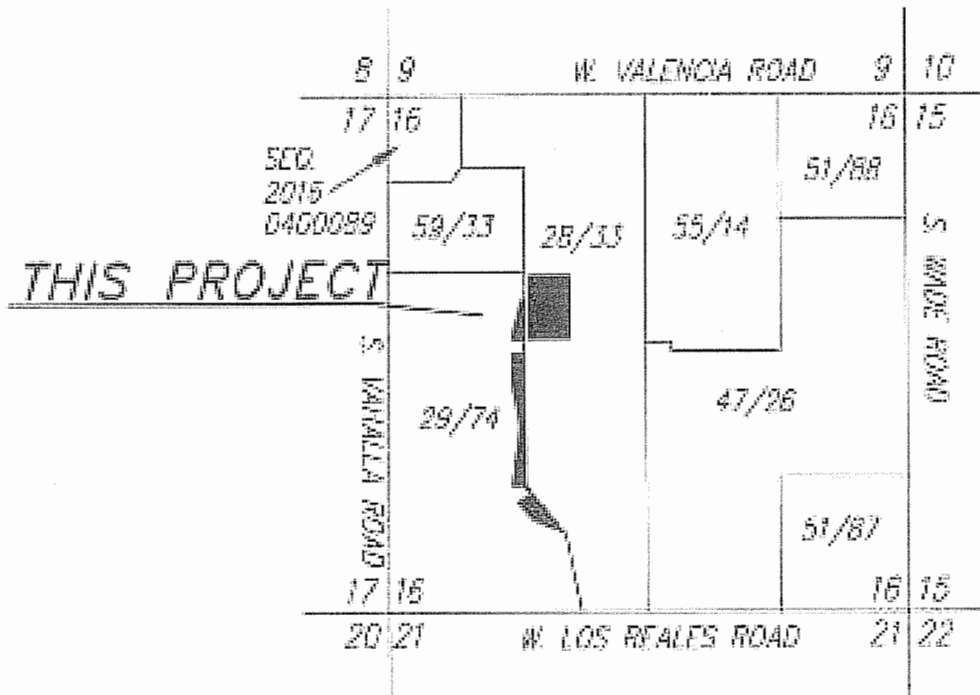 8 9
W. VALENCIA ROAD
9 10
17 16
16 15
SEQ.
2015
0400089
51/88
59/33
28/33
55/14
THIS PROJECT
S WADE ROAD
S WAHALLA ROAD
29/74
47/26
51/87
17 16
16 15
20 21
W. LOS REALES ROAD
21 22